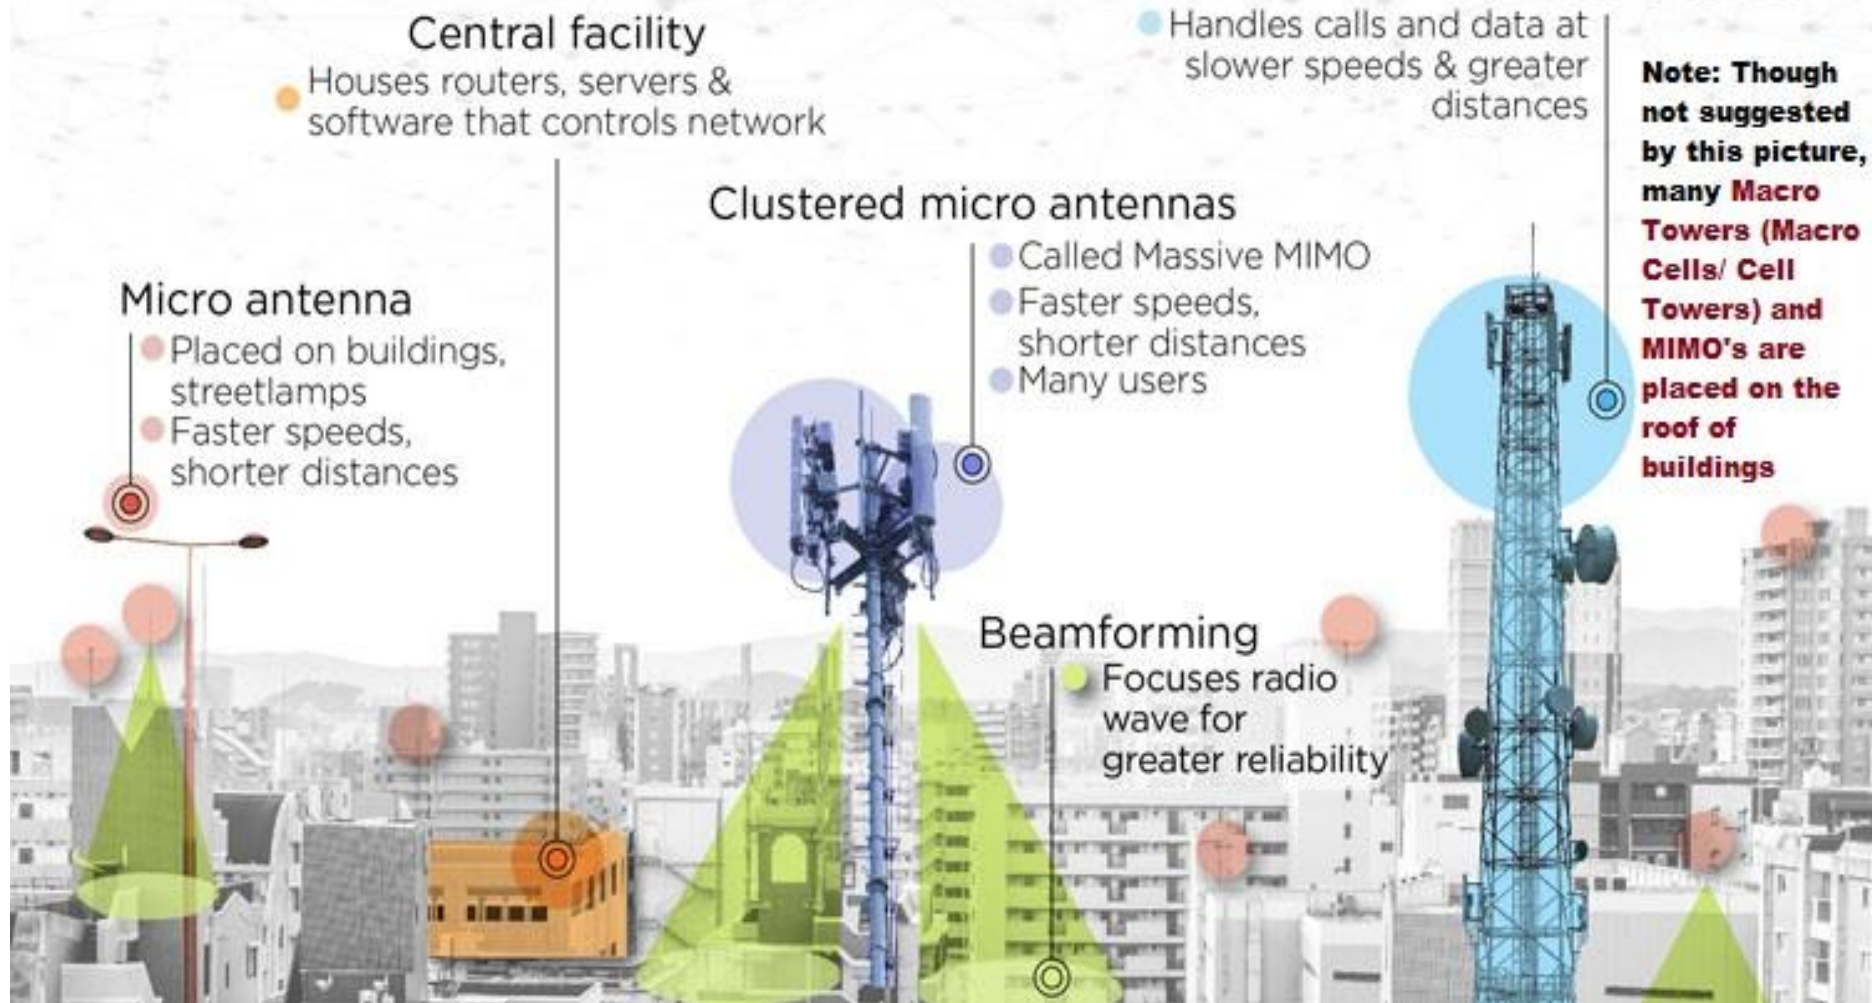 Central facility
Houses routers, servers &
software that controls network
Handles calls and data at
slower speeds & greater
distances
Note: Though
not suggested
by this picture,
many Macro
Towers (Macro
Cells/ Cell
Towers) and
MIMO's are
placed on the
roof of
buildings
Clustered micro antennas
Called Massive MIMO
Faster speeds,
shorter distances
Many users
Micro antenna
Placed on buildings,
streetlamps
Faster speeds,
shorter distances
Beamforming
Focuses radio
wave for
greater reliability